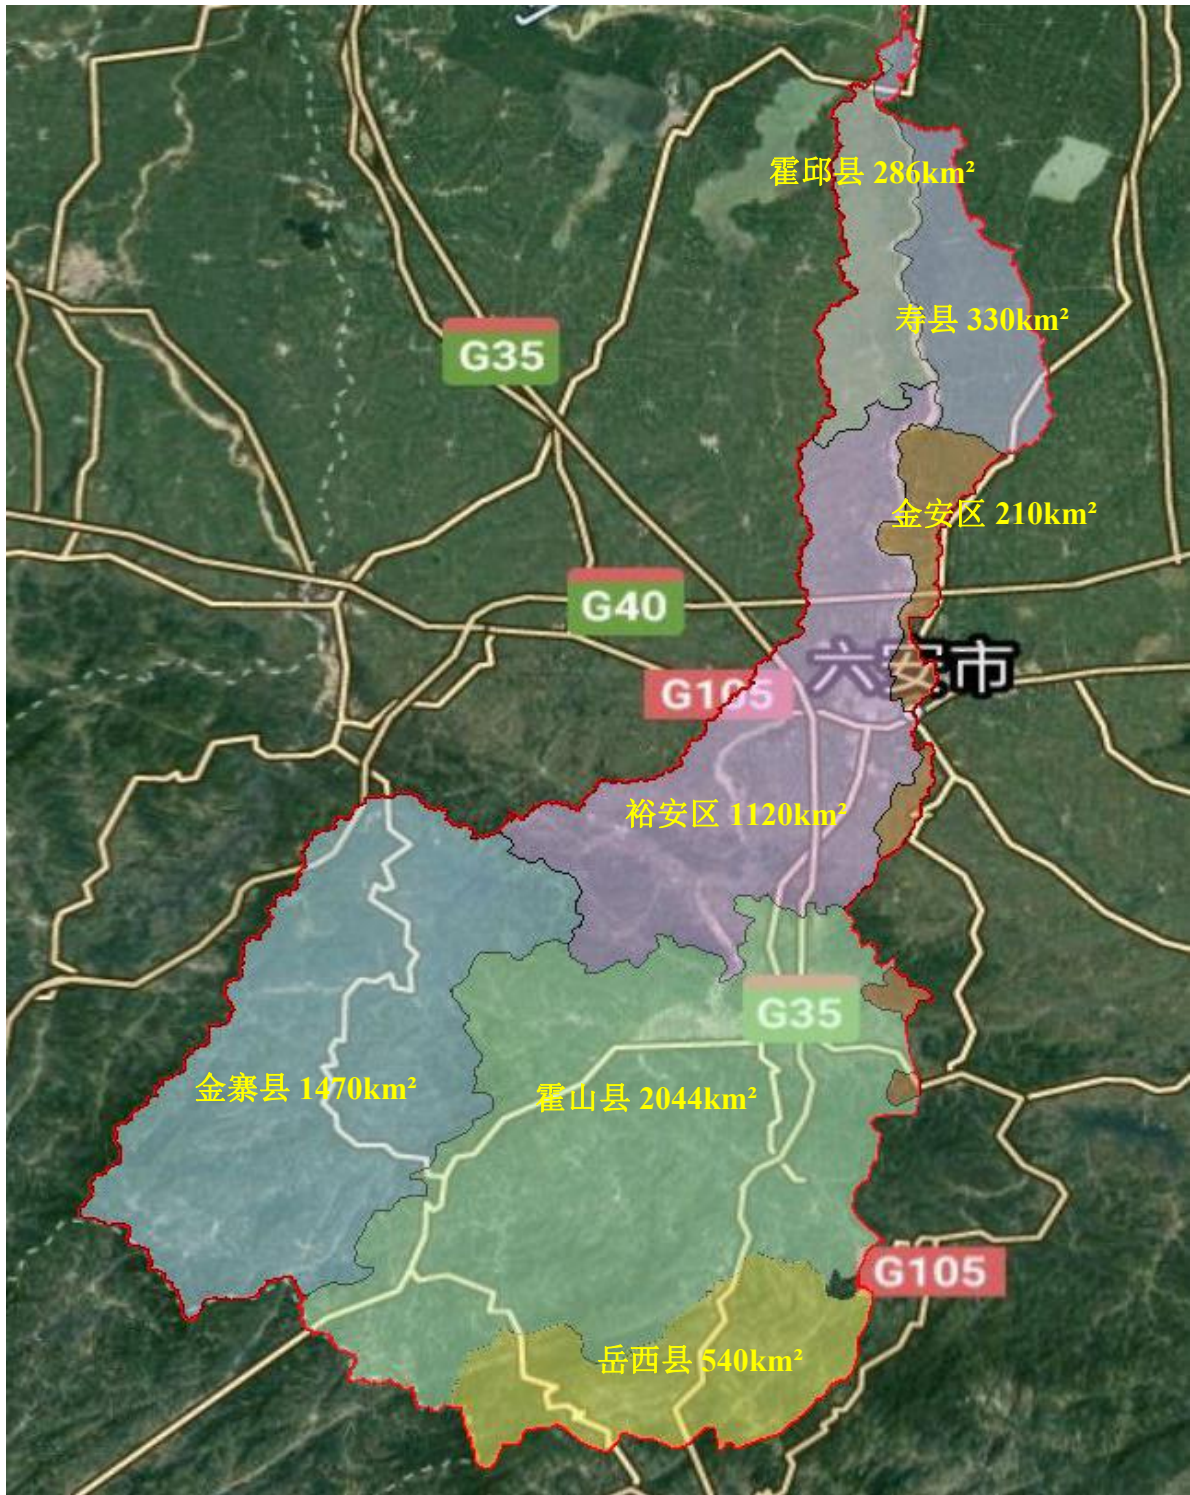 霍邱县 286km²
寿县 330km²
G35
金安区 210km²
G40
六安市
G105
裕安区 1120km²
G35
金寨县 1470km²
霍山县 2044km²
G105
岳西县 540km²